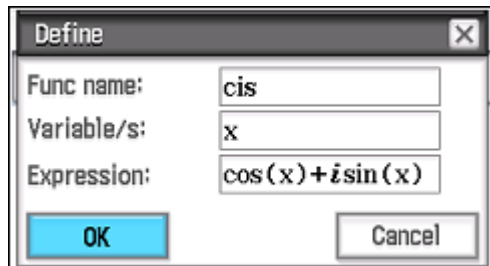 Define
Func name: cis
Variable/s: x
Expression: cos(x)+isin(x)
OK Cancel